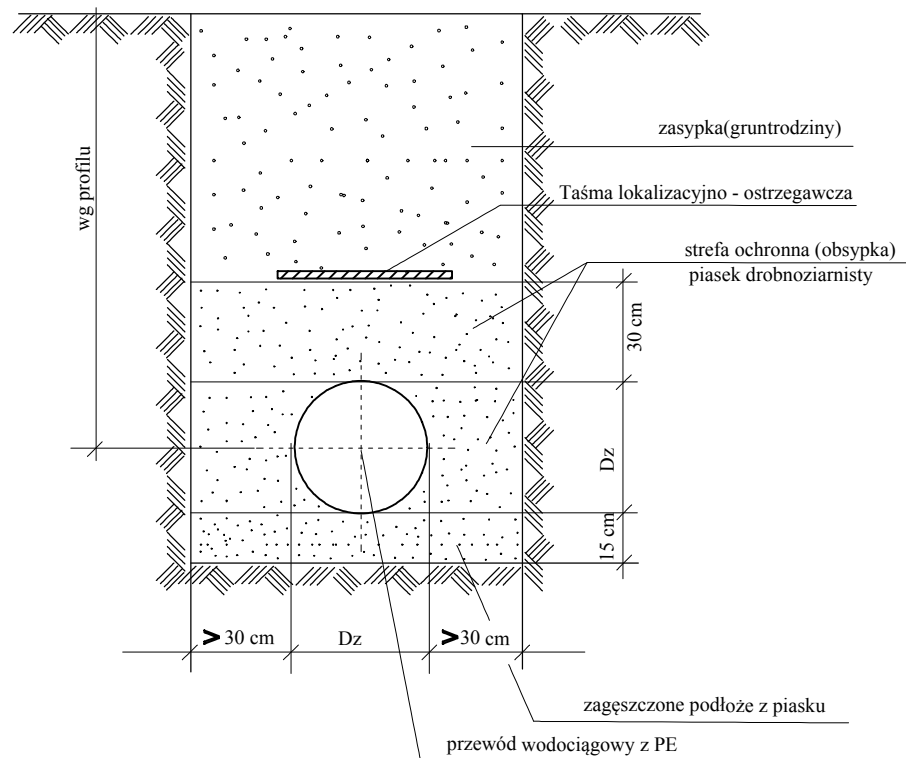 zasypka(gruntrodziny)
wg profilu
Taśma lokalizacyjno - ostrzegawcza
strefa ochronna (obsypka)
piasek drobnoziarnisty
30 cm
Dz
15 cm
> 30 cm
Dz
>30 cm
zagęszczone podłoże z piasku
przewód wodociągowy z PE